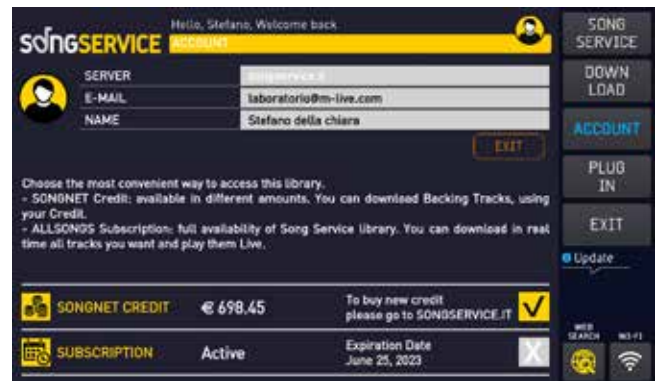 Hello, Stefano, Welcome back
SONGSERVICE
ACCOUNT
SERVER songservice.it
E-MAIL laboratorio@m-live.com
NAME Stefano della chiara
EXIT
Choose the most convenient way to access this library.
- SONGNET Credit: available in different amounts. You can download Backing Tracks, using
your Credit.
- ALLSONGS Subscription: full availability of Song Service library. You can download in real
time all tracks you want and play them Live.
SONGNET CREDIT € 698.45 To buy new credit
please go to SONGSERVICE.IT
SUBSCRIPTION Active Expiration Date
June 25, 2023
X
SONG
SERVICE
DOWN
LOAD
ACCOUNT
PLUG
IN
EXIT
Update
WEB
SEARCH
WI-FI